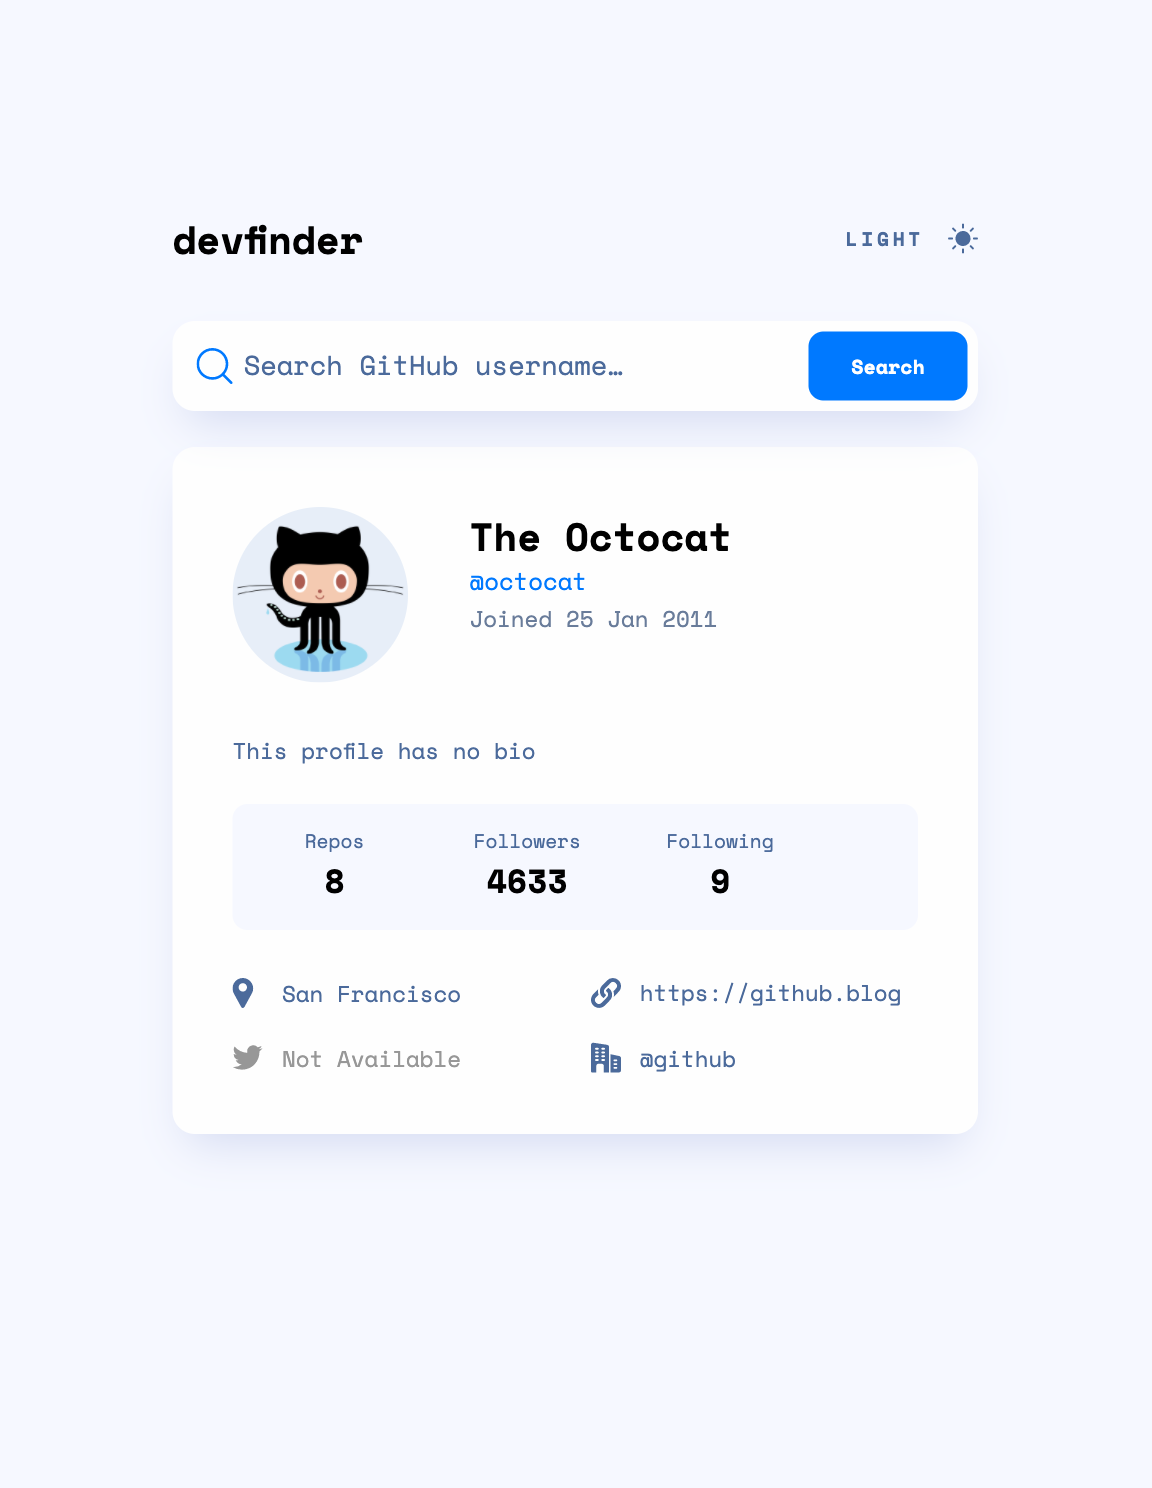 devfinder
LIGHT
Search GitHub username…
Search
The Octocat
@octocat
Joined 25 Jan 2011
This profile has no bio
Repos Followers Following
8 4633 9
San Francisco
https://github.blog
Not Available
@github